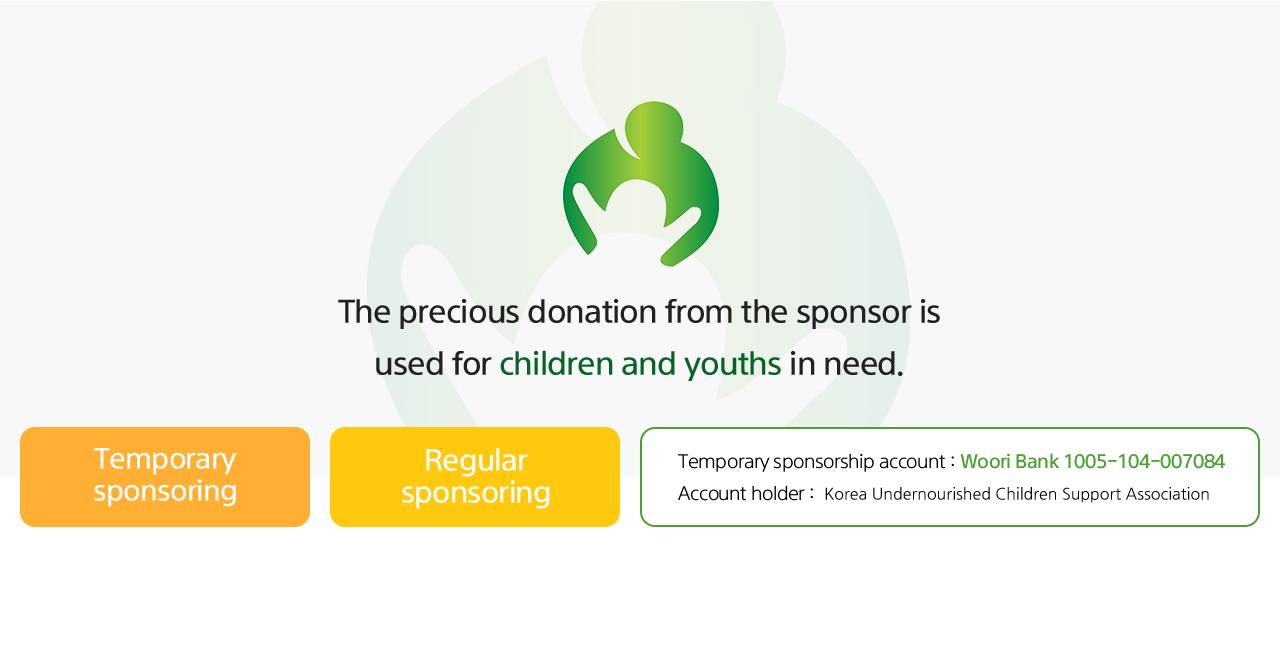 The precious donation from the sponsor is
used for children and youths in need.
Temporary
sponsoring
Regular
sponsoring
Temporary sponsorship account : Woori Bank 1005-104-007084
Account holder : Korea Undernourished Children Support Association